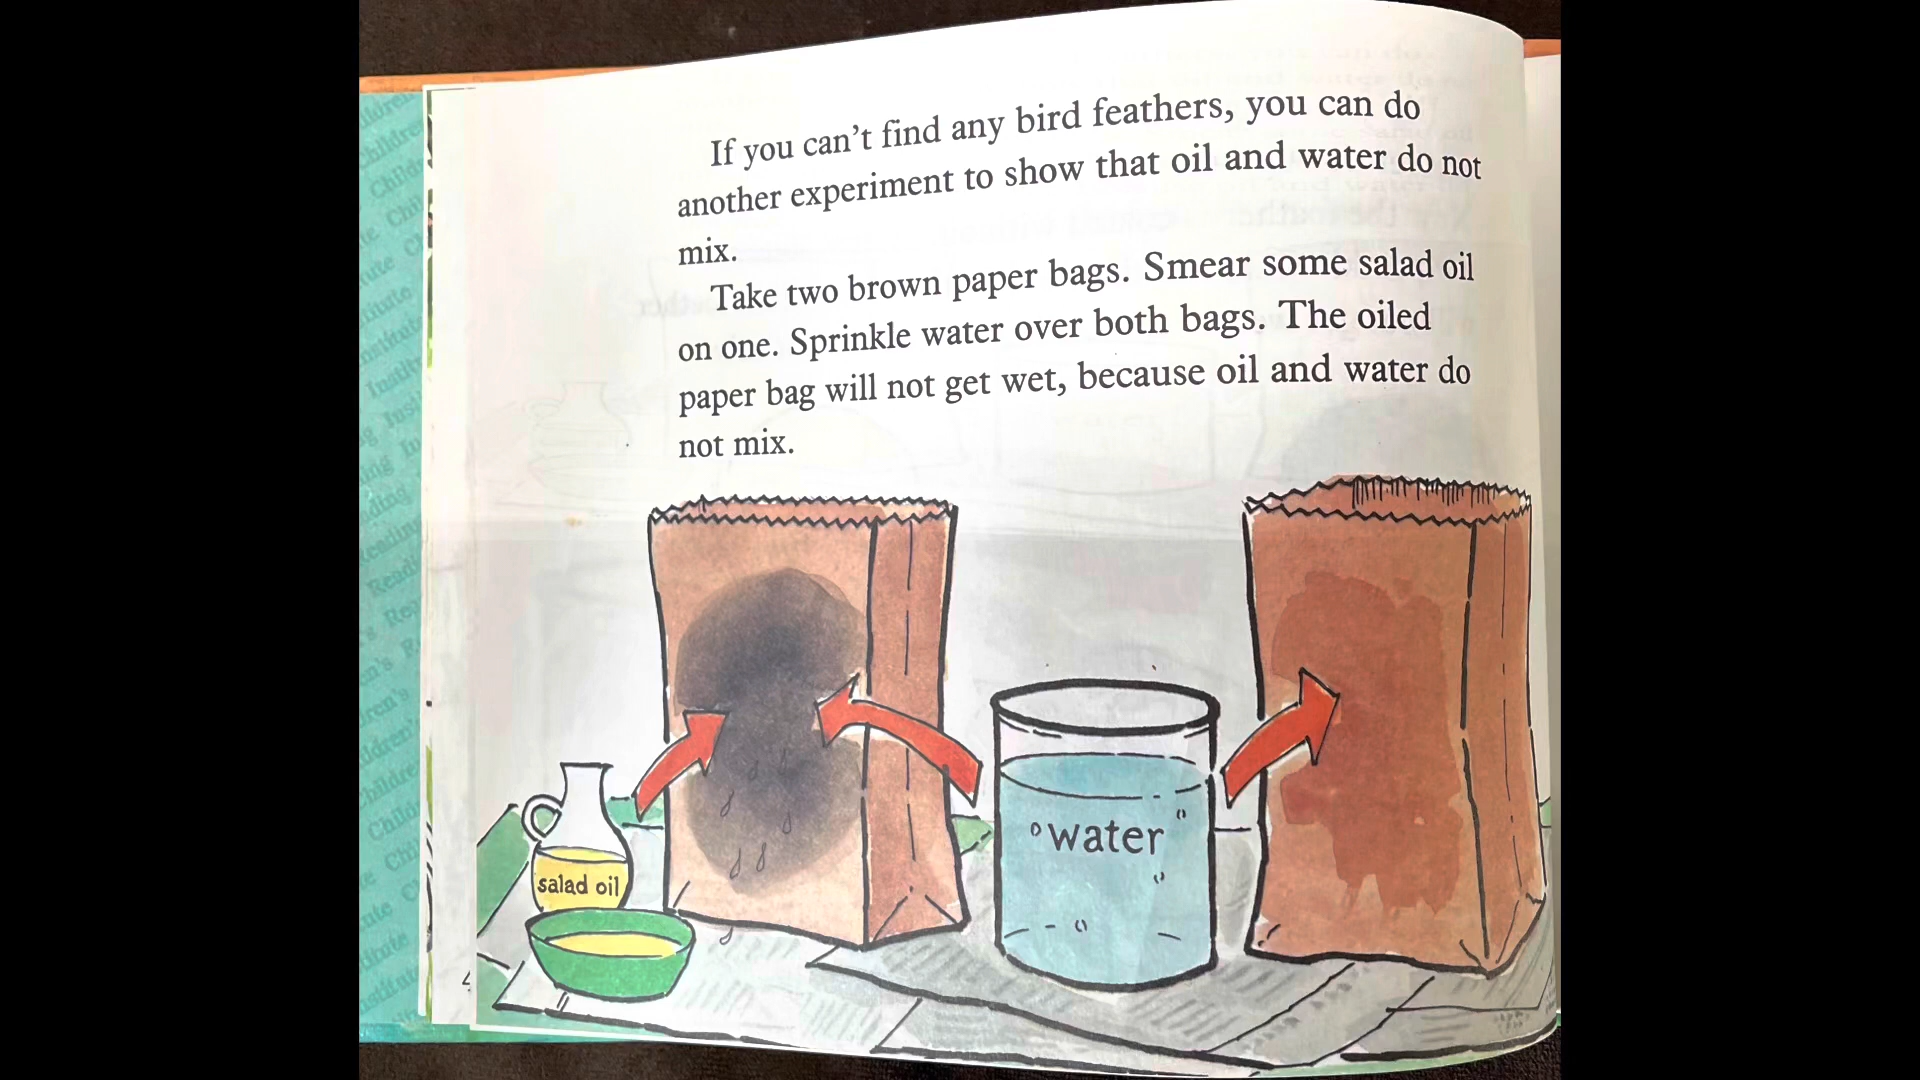 If you can't find any bird feathers, you can do
another experiment to show that oil and water do not
mix.
Take two brown paper bags. Smear some salad oil
on one. Sprinkle water over both bags. The oiled
paper bag will not get wet, because oil and water do
not mix.
water
salad oil